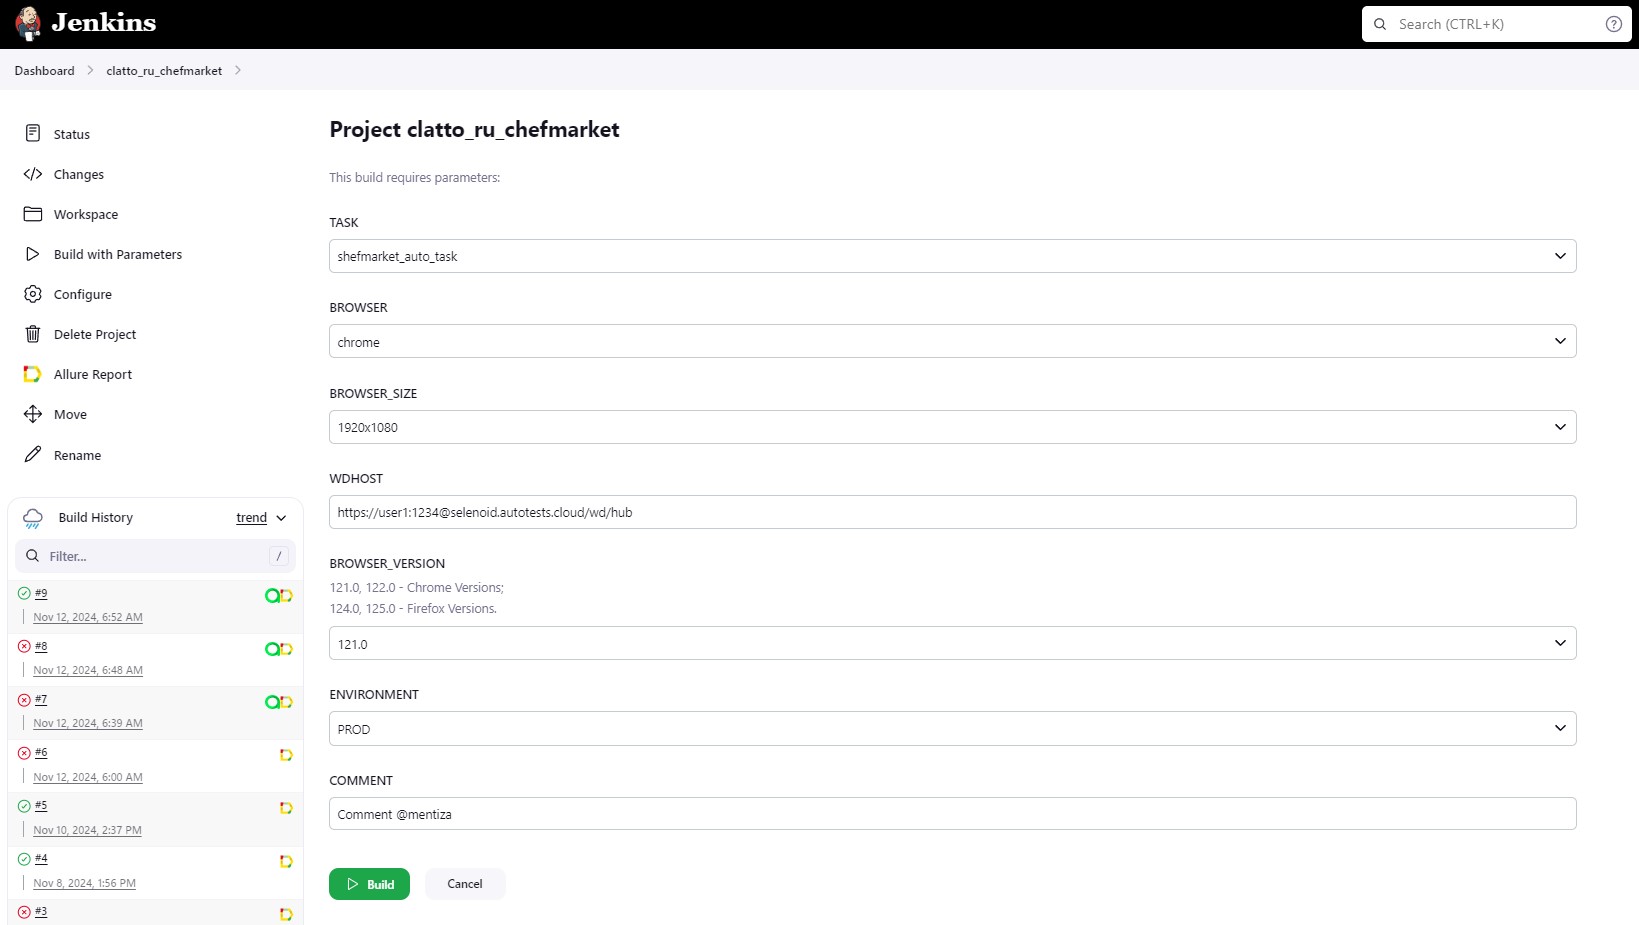 Jenkins
Search (CTRL+K)
Dashboard
clatto_ru_chefmarket
Status
Changes
Workspace
Build with Parameters
Configure
Delete Project
Allure Report
Move
Rename
Build History
trend
Filter...
/
#9
Nov 12, 2024, 6:52 AM
#8
Nov 12, 2024, 6:48 AM
#7
Nov 12, 2024, 6:39 AM
#6
Nov 12, 2024, 6:00 AM
#5
Nov 10, 2024, 2:37 PM
#4
Nov 8, 2024, 1:56 PM
#3
Project clatto_ru_chefmarket
This build requires parameters:
TASK
shefmarket_auto_task
BROWSER
chrome
BROWSER_SIZE
1920x1080
WDHOST
https://user1:1234@selenoid.autotests.cloud/wd/hub
BROWSER_VERSION
121.0, 122.0 - Chrome Versions;
124.0, 125.0 - Firefox Versions.
121.0
ENVIRONMENT
PROD
COMMENT
Comment @mentiza
Build
Cancel